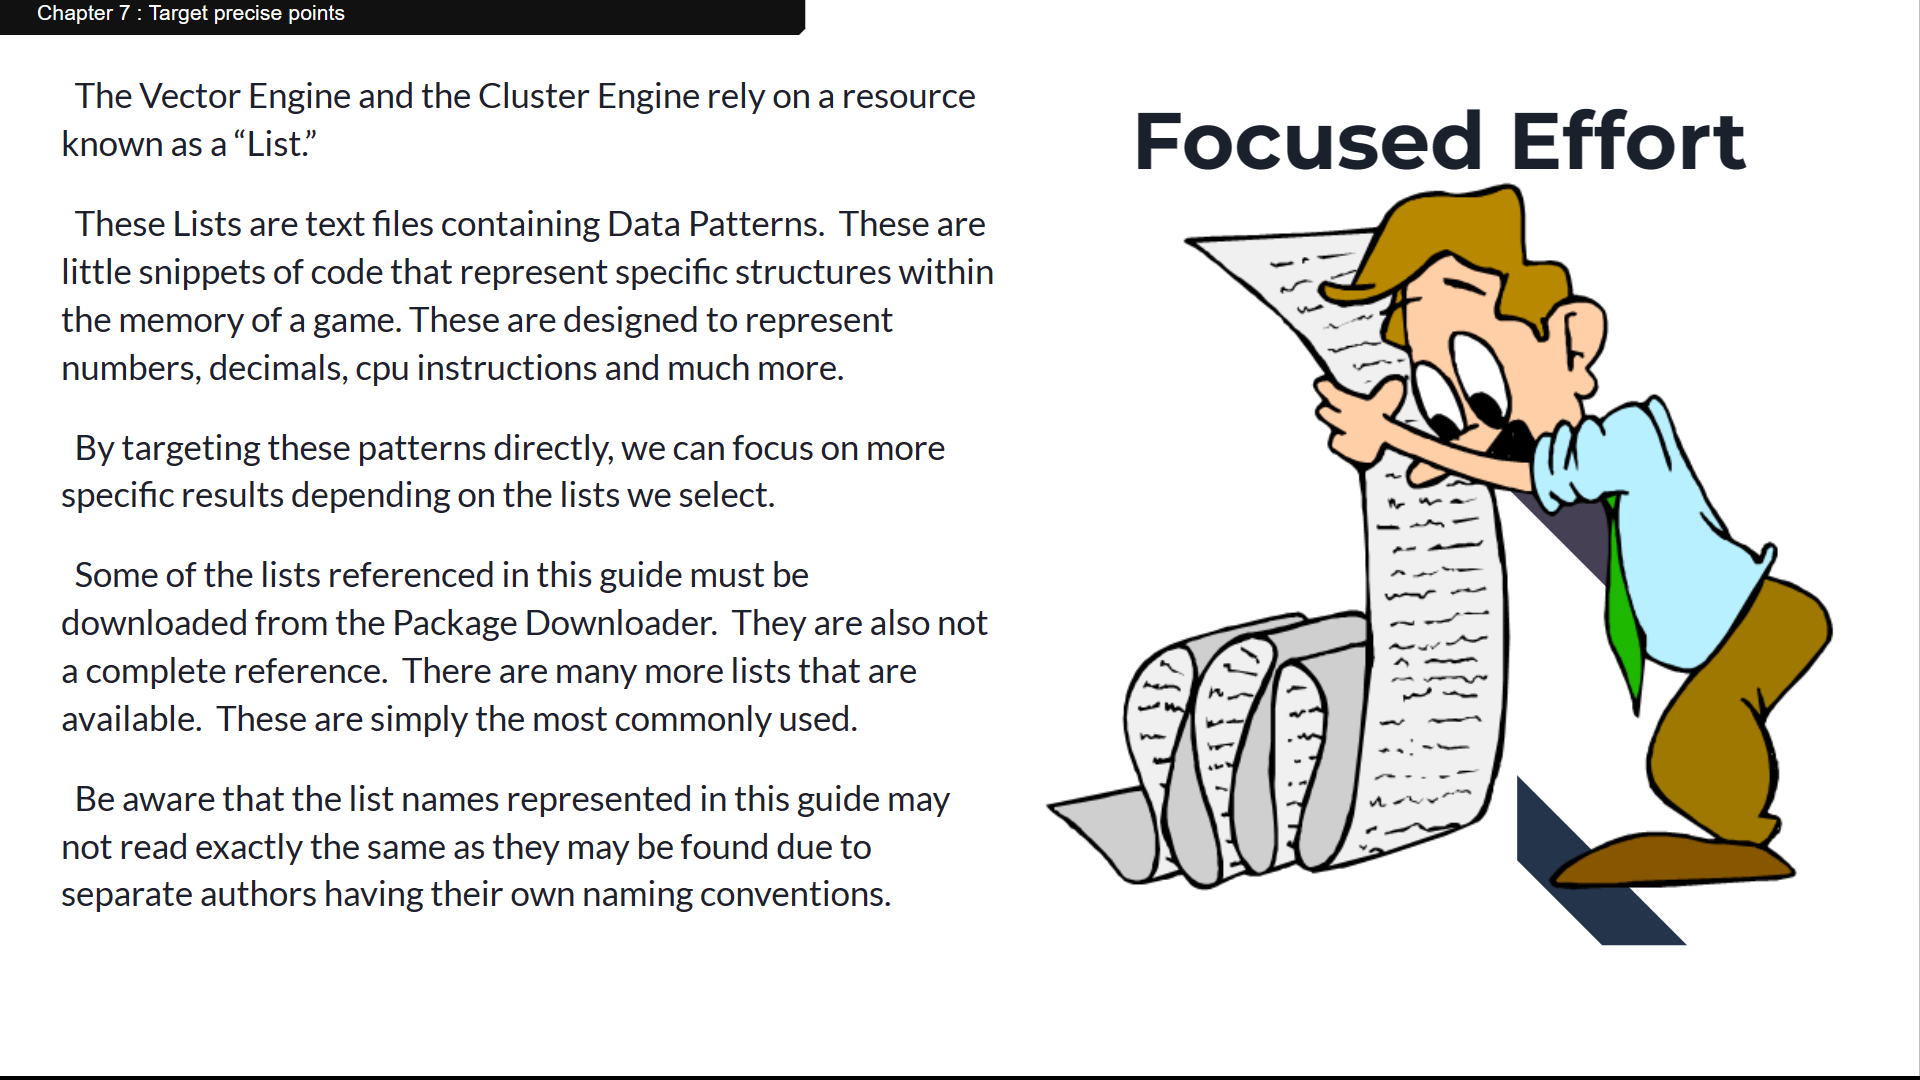 Chapter 7 : Target precise points
The Vector Engine and the Cluster Engine rely on a resource
known as a “List.”
These Lists are text files containing Data Patterns.  These are
little snippets of code that represent specific structures within
the memory of a game. These are designed to represent
numbers, decimals, cpu instructions and much more.
By targeting these patterns directly, we can focus on more
specific results depending on the lists we select.
Some of the lists referenced in this guide must be
downloaded from the Package Downloader.  They are also not
a complete reference.  There are many more lists that are
available.  These are simply the most commonly used.
Be aware that the list names represented in this guide may
not read exactly the same as they may be found due to
separate authors having their own naming conventions.
Focused Effort